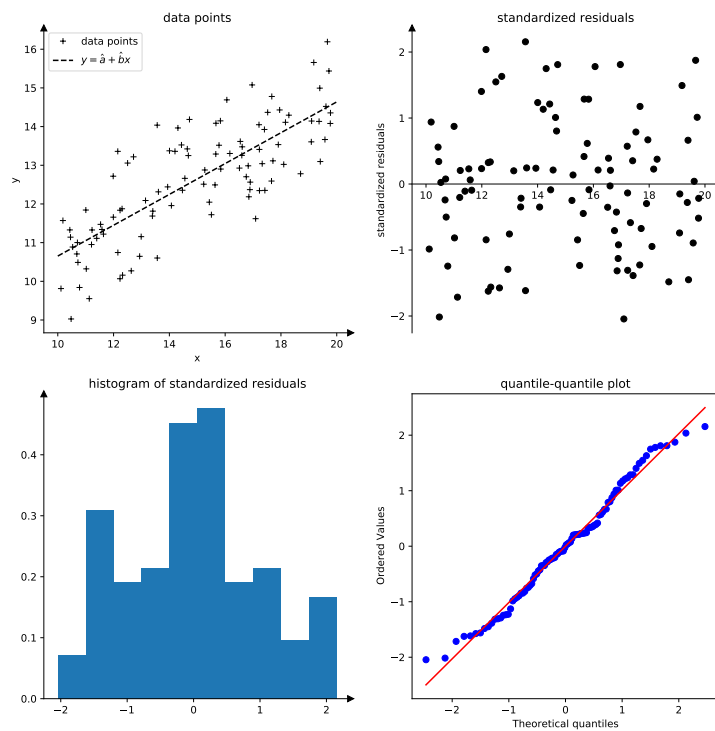 data points
16
15
14
13
12
11
10
9
y
data points
y = â + b̂x
10 12 14 16 18 20
x
standardized residuals
2
1
0
−1
−2
standardized residuals
10 12 14 16 18 20
histogram of standardized residuals
0.4
0.3
0.2
0.1
0.0
−2 −1 0 1 2
quantile-quantile plot
2
1
0
−1
−2
Ordered Values
−2 −1 0 1 2
Theoretical quantiles